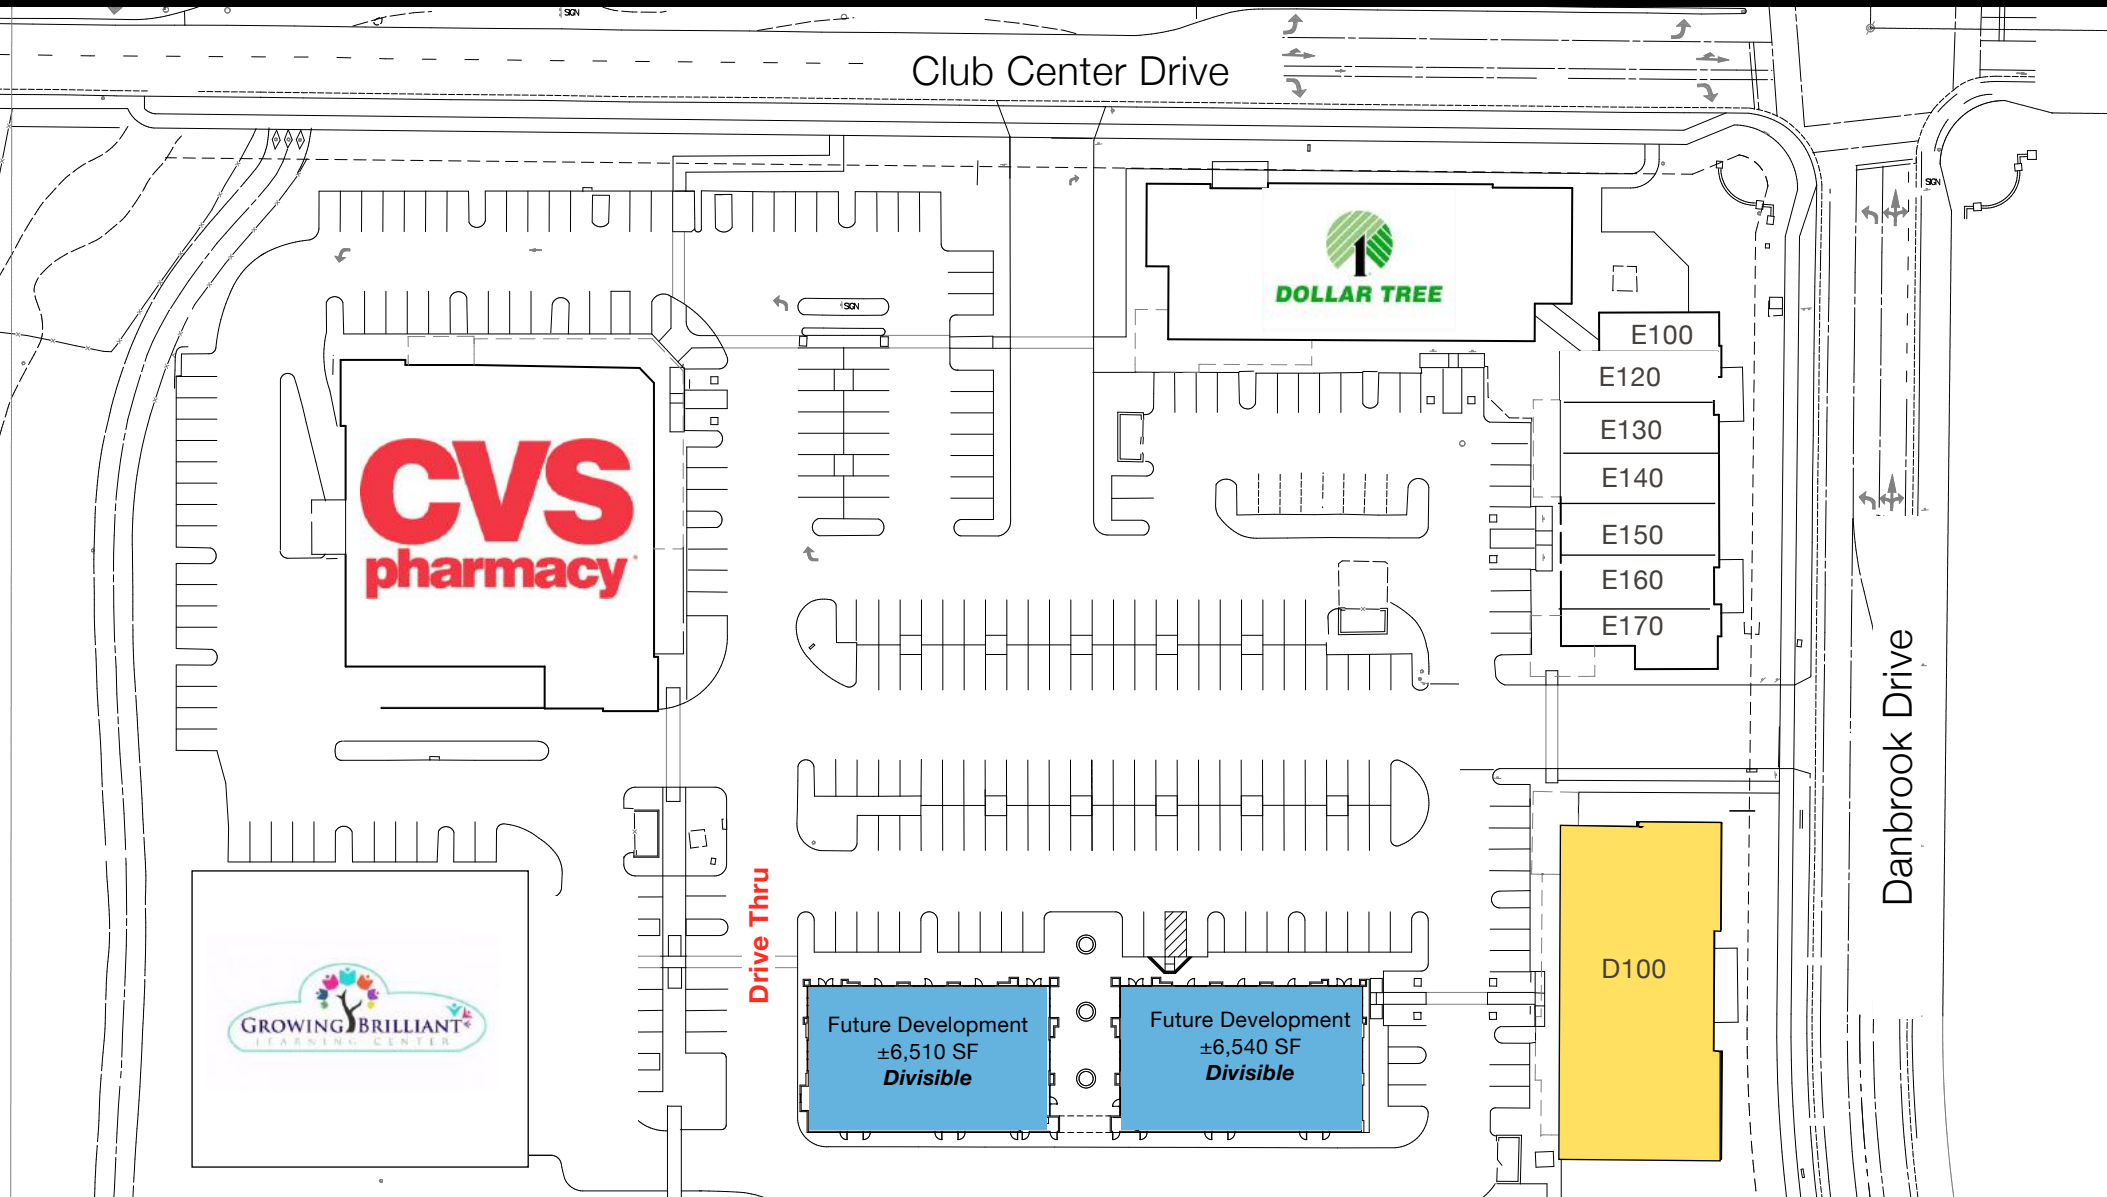 SIGN
Club Center Drive
SIGN
DOLLAR TREE
SIGN
E100
E120
E130
E140
E150
E160
E170
CVS
pharmacy
Danbrook Drive
Drive Thru
D100
GROWING BRILLIANT
LEARNING CENTER
Future Development
±6,510 SF
Divisible
Future Development
±6,540 SF
Divisible